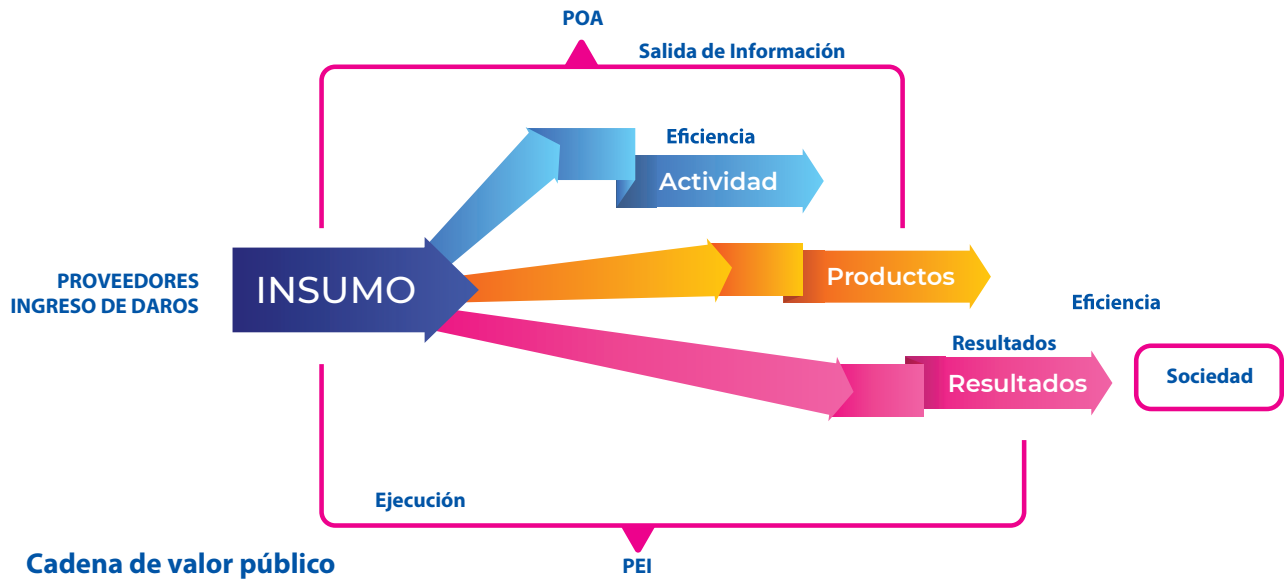 POA
Salida de Información
Eficiencia
Actividad
PROVEEDORES
INGRESO DE DAROS
INSUMO
Productos
Eficiencia
Resultados
Resultados
Sociedad
Ejecución
PEI
Cadena de valor público